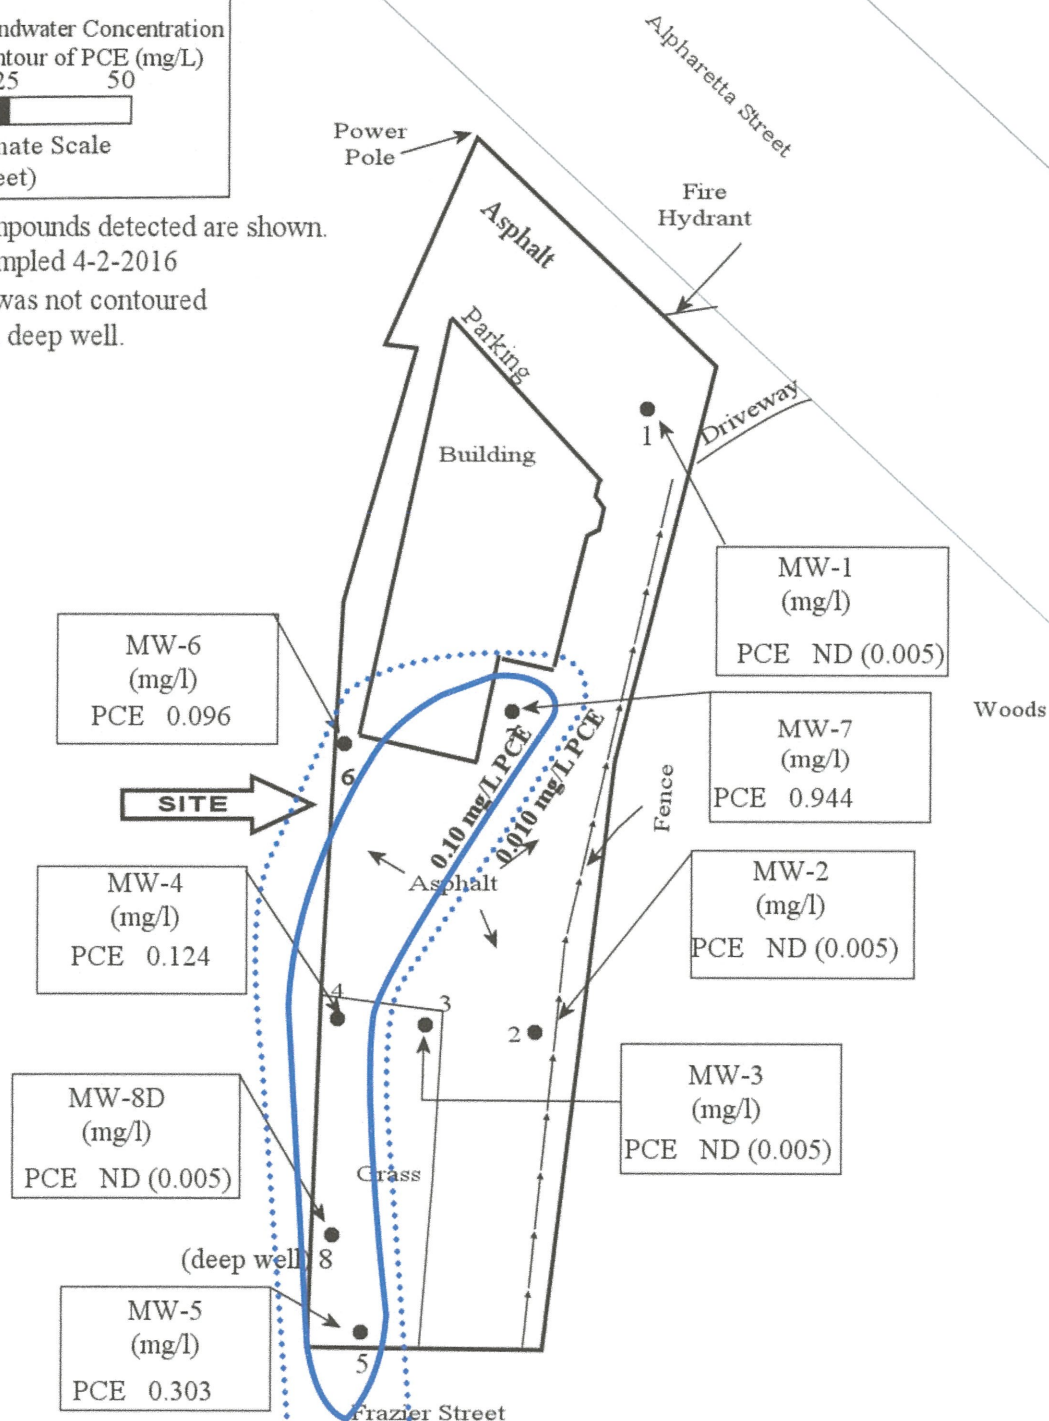 ndwater Concentration
ntour of PCE (mg/L)
25 50
nate Scale
eet)
npounds detected are shown.
mpled 4-2-2016
was not contoured
deep well.
Alpharetta Street
Power
Pole
Fire
Hydrant
Asphalt
Parking
Building
Driveway
1
MW-1
(mg/l)
PCE ND (0.005)
MW-6
(mg/l)
PCE 0.096
Woods
MW-7
(mg/l)
PCE 0.944
7
6
SITE
0.10 mg/L PCE
0.010 mg/L PCE
Fence
Asphalt
MW-4
(mg/l)
PCE 0.124
MW-2
(mg/l)
PCE ND (0.005)
4
3
2
MW-3
(mg/l)
PCE ND (0.005)
MW-8D
(mg/l)
PCE ND (0.005)
Grass
(deep well) 8
MW-5
(mg/l)
PCE 0.303
5
Frazier Street